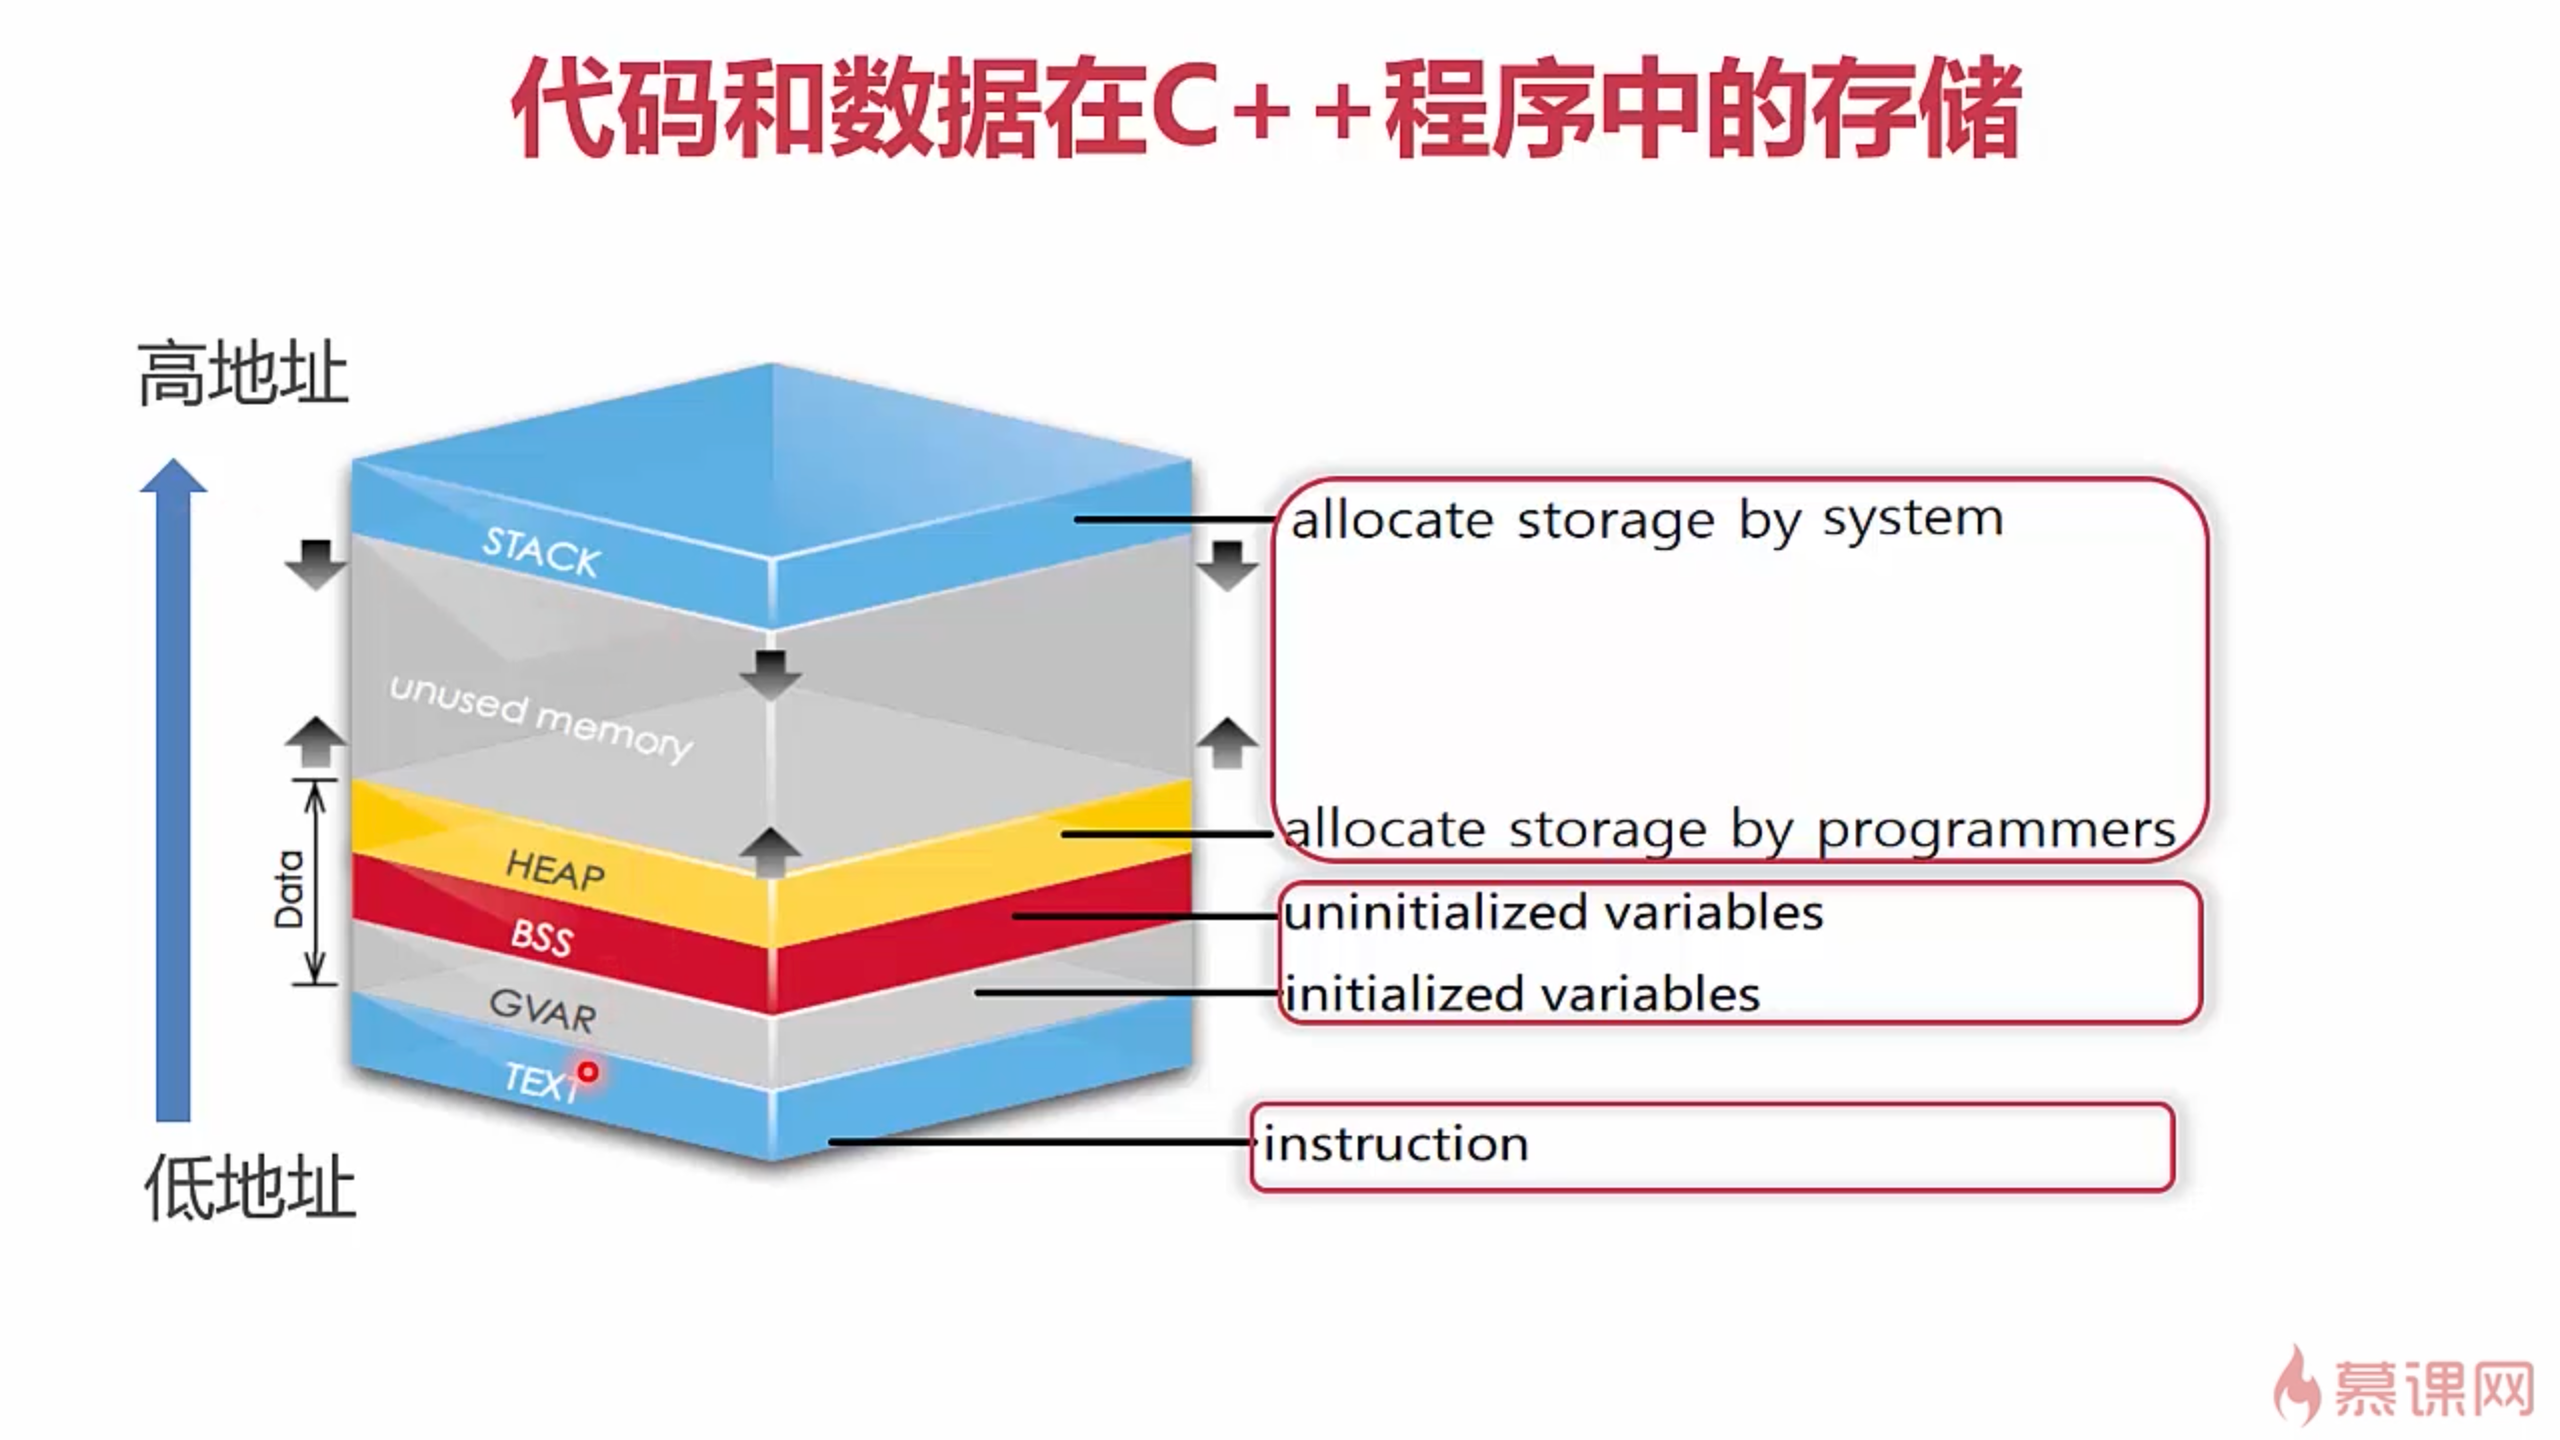 代码和数据在C++程序中的存储
高地址
STACK
allocate storage by system
unused memory
allocate storage by programmers
HEAP
Data
uninitialized variables
BSS
initialized variables
GVAR
TEXT
instruction
低地址
慕课网